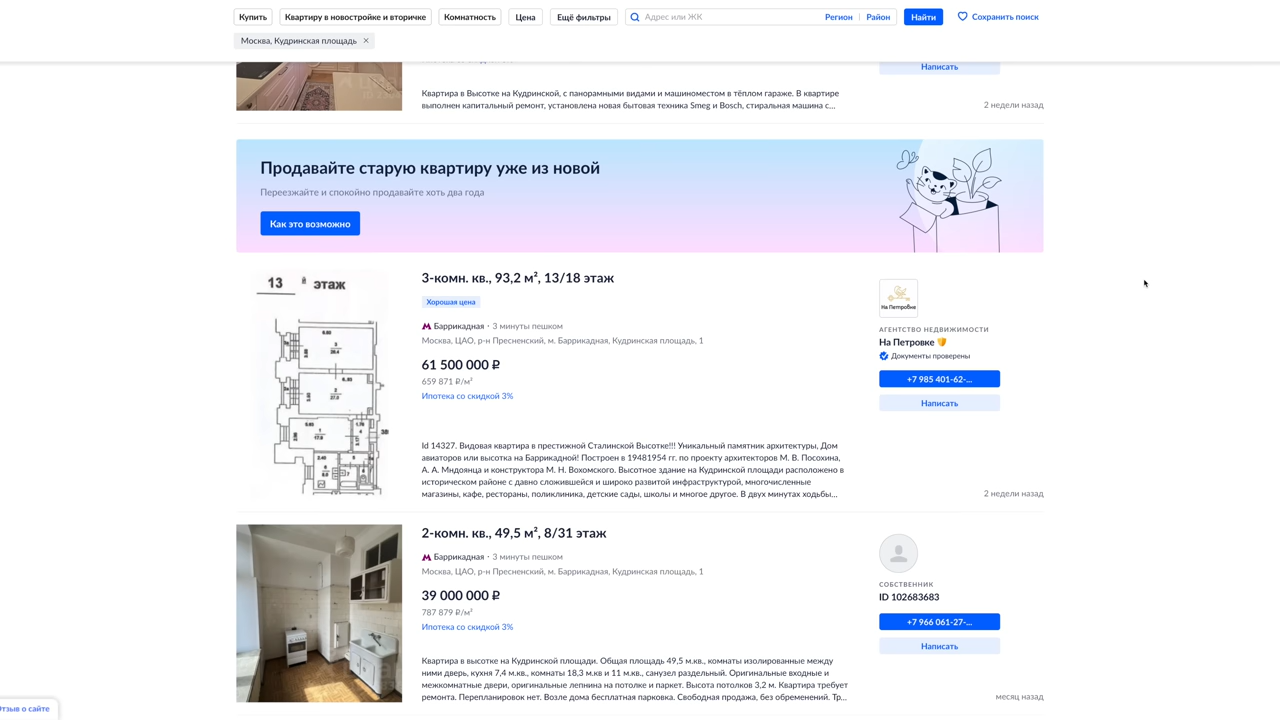 Купить
Квартиру в новостройке и вторичке
Комнатность
Цена
Ещё фильтры
Адрес или ЖК
Регион
Район
Найти
Сохранить поиск
Москва, Кудринская площадь
Написать
Квартира в Высотке на Кудринской, с панорамными видами и машиноместом в тёплом гараже. В квартире
выполнен капитальный ремонт, установлена новая бытовая техника Smeg и Bosch, стиральная машина с...
2 недели назад
Продавайте старую квартиру уже из новой
Переезжайте и спокойно продавайте хоть два года
Как это возможно
13 й этаж
3-комн. кв., 93,2 м², 13/18 этаж
Хорошая цена
Баррикадная · 3 минуты пешком
Москва, ЦАО, р-н Пресненский, м. Баррикадная, Кудринская площадь, 1
61 500 000 ₽
659 871 ₽/м²
Ипотека со скидкой 3%
Id 14327. Видовая квартира в престижной Сталинской Высотке!!! Уникальный памятник архитектуры, Дом
авиаторов или высотка на Баррикадной! Построен в 19481954 гг. по проекту архитекторов М. В. Посохина,
А. А. Мндоянца и конструктора М. Н. Вохомского. Высотное здание на Кудринской площади расположено в
историческом районе с давно сложившейся и широко развитой инфраструктурой, многочисленные
магазины, кафе, рестораны, поликлиника, детские сады, школы и многое другое. В двух минутах ходьбы...
На Петровке
АГЕНТСТВО НЕДВИЖИМОСТИ
На Петровке
Документы проверены
+7 985 401-62-...
Написать
2 недели назад
2-комн. кв., 49,5 м², 8/31 этаж
Баррикадная · 3 минуты пешком
Москва, ЦАО, р-н Пресненский, м. Баррикадная, Кудринская площадь, 1
39 000 000 ₽
787 879 ₽/м²
Ипотека со скидкой 3%
Квартира в высотке на Кудринской площади. Общая площадь 49,5 м.кв., комнаты изолированные между
ними дверь, кухня 7,4 м.кв., комнаты 18,3 м.кв и 11 м.кв., санузел раздельный. Оригинальные входные и
межкомнатные двери, оригинальные лепнина на потолке и паркет. Высота потолков 3,2 м. Квартира требует
ремонта. Перепланировок нет. Возле дома бесплатная парковка. Свободная продажа, без обременений. Тр...
СОБСТВЕННИК
ID 102683683
+7 966 061-27-...
Написать
месяц назад
Отзыв о сайте